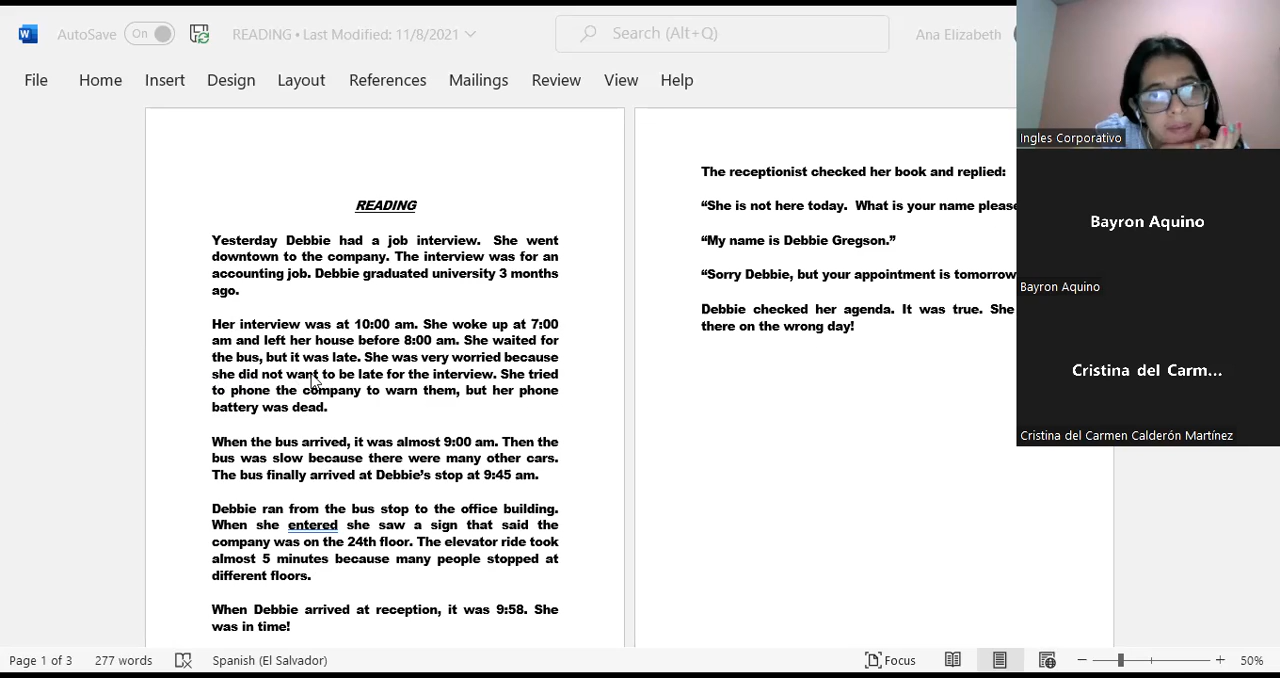 AutoSave On READING • Last Modified: 11/8/2021 Search (Alt+Q) Ana Elizabeth
File Home Insert Design Layout References Mailings Review View Help
READING
Yesterday Debbie had a job interview. She went
downtown to the company. The interview was for an
accounting job. Debbie graduated university 3 months
ago.
Her interview was at 10:00 am. She woke up at 7:00
am and left her house before 8:00 am. She waited for
the bus, but it was late. She was very worried because
she did not want to be late for the interview. She tried
to phone the company to warn them, but her phone
battery was dead.
When the bus arrived, it was almost 9:00 am. Then the
bus was slow because there were many other cars.
The bus finally arrived at Debbie’s stop at 9:45 am.
Debbie ran from the bus stop to the office building.
When she entered she saw a sign that said the
company was on the 24th floor. The elevator ride took
almost 5 minutes because many people stopped at
different floors.
When Debbie arrived at reception, it was 9:58. She
was in time!
The receptionist checked her book and replied:
“She is not here today. What is your name please
“My name is Debbie Gregson.”
“Sorry Debbie, but your appointment is tomorrow
Debbie checked her agenda. It was true. She
there on the wrong day!
Ingles Corporativo
Bayron Aquino
Bayron Aquino
Cristina del Carm...
Cristina del Carmen Calderón Martínez
Page 1 of 3 277 words Spanish (El Salvador) Focus 50%